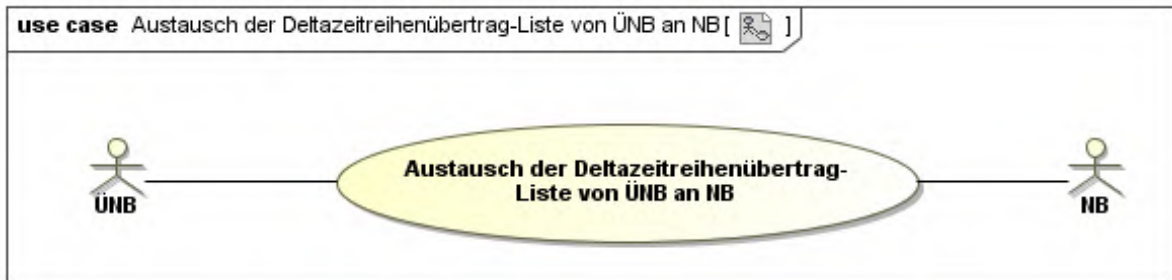 use case Austausch der Deltazeitreihenübertrag-Liste von ÜNB an NB [ ]
Austausch der Deltazeitreihenübertrag-
Liste von ÜNB an NB
ÜNB
NB